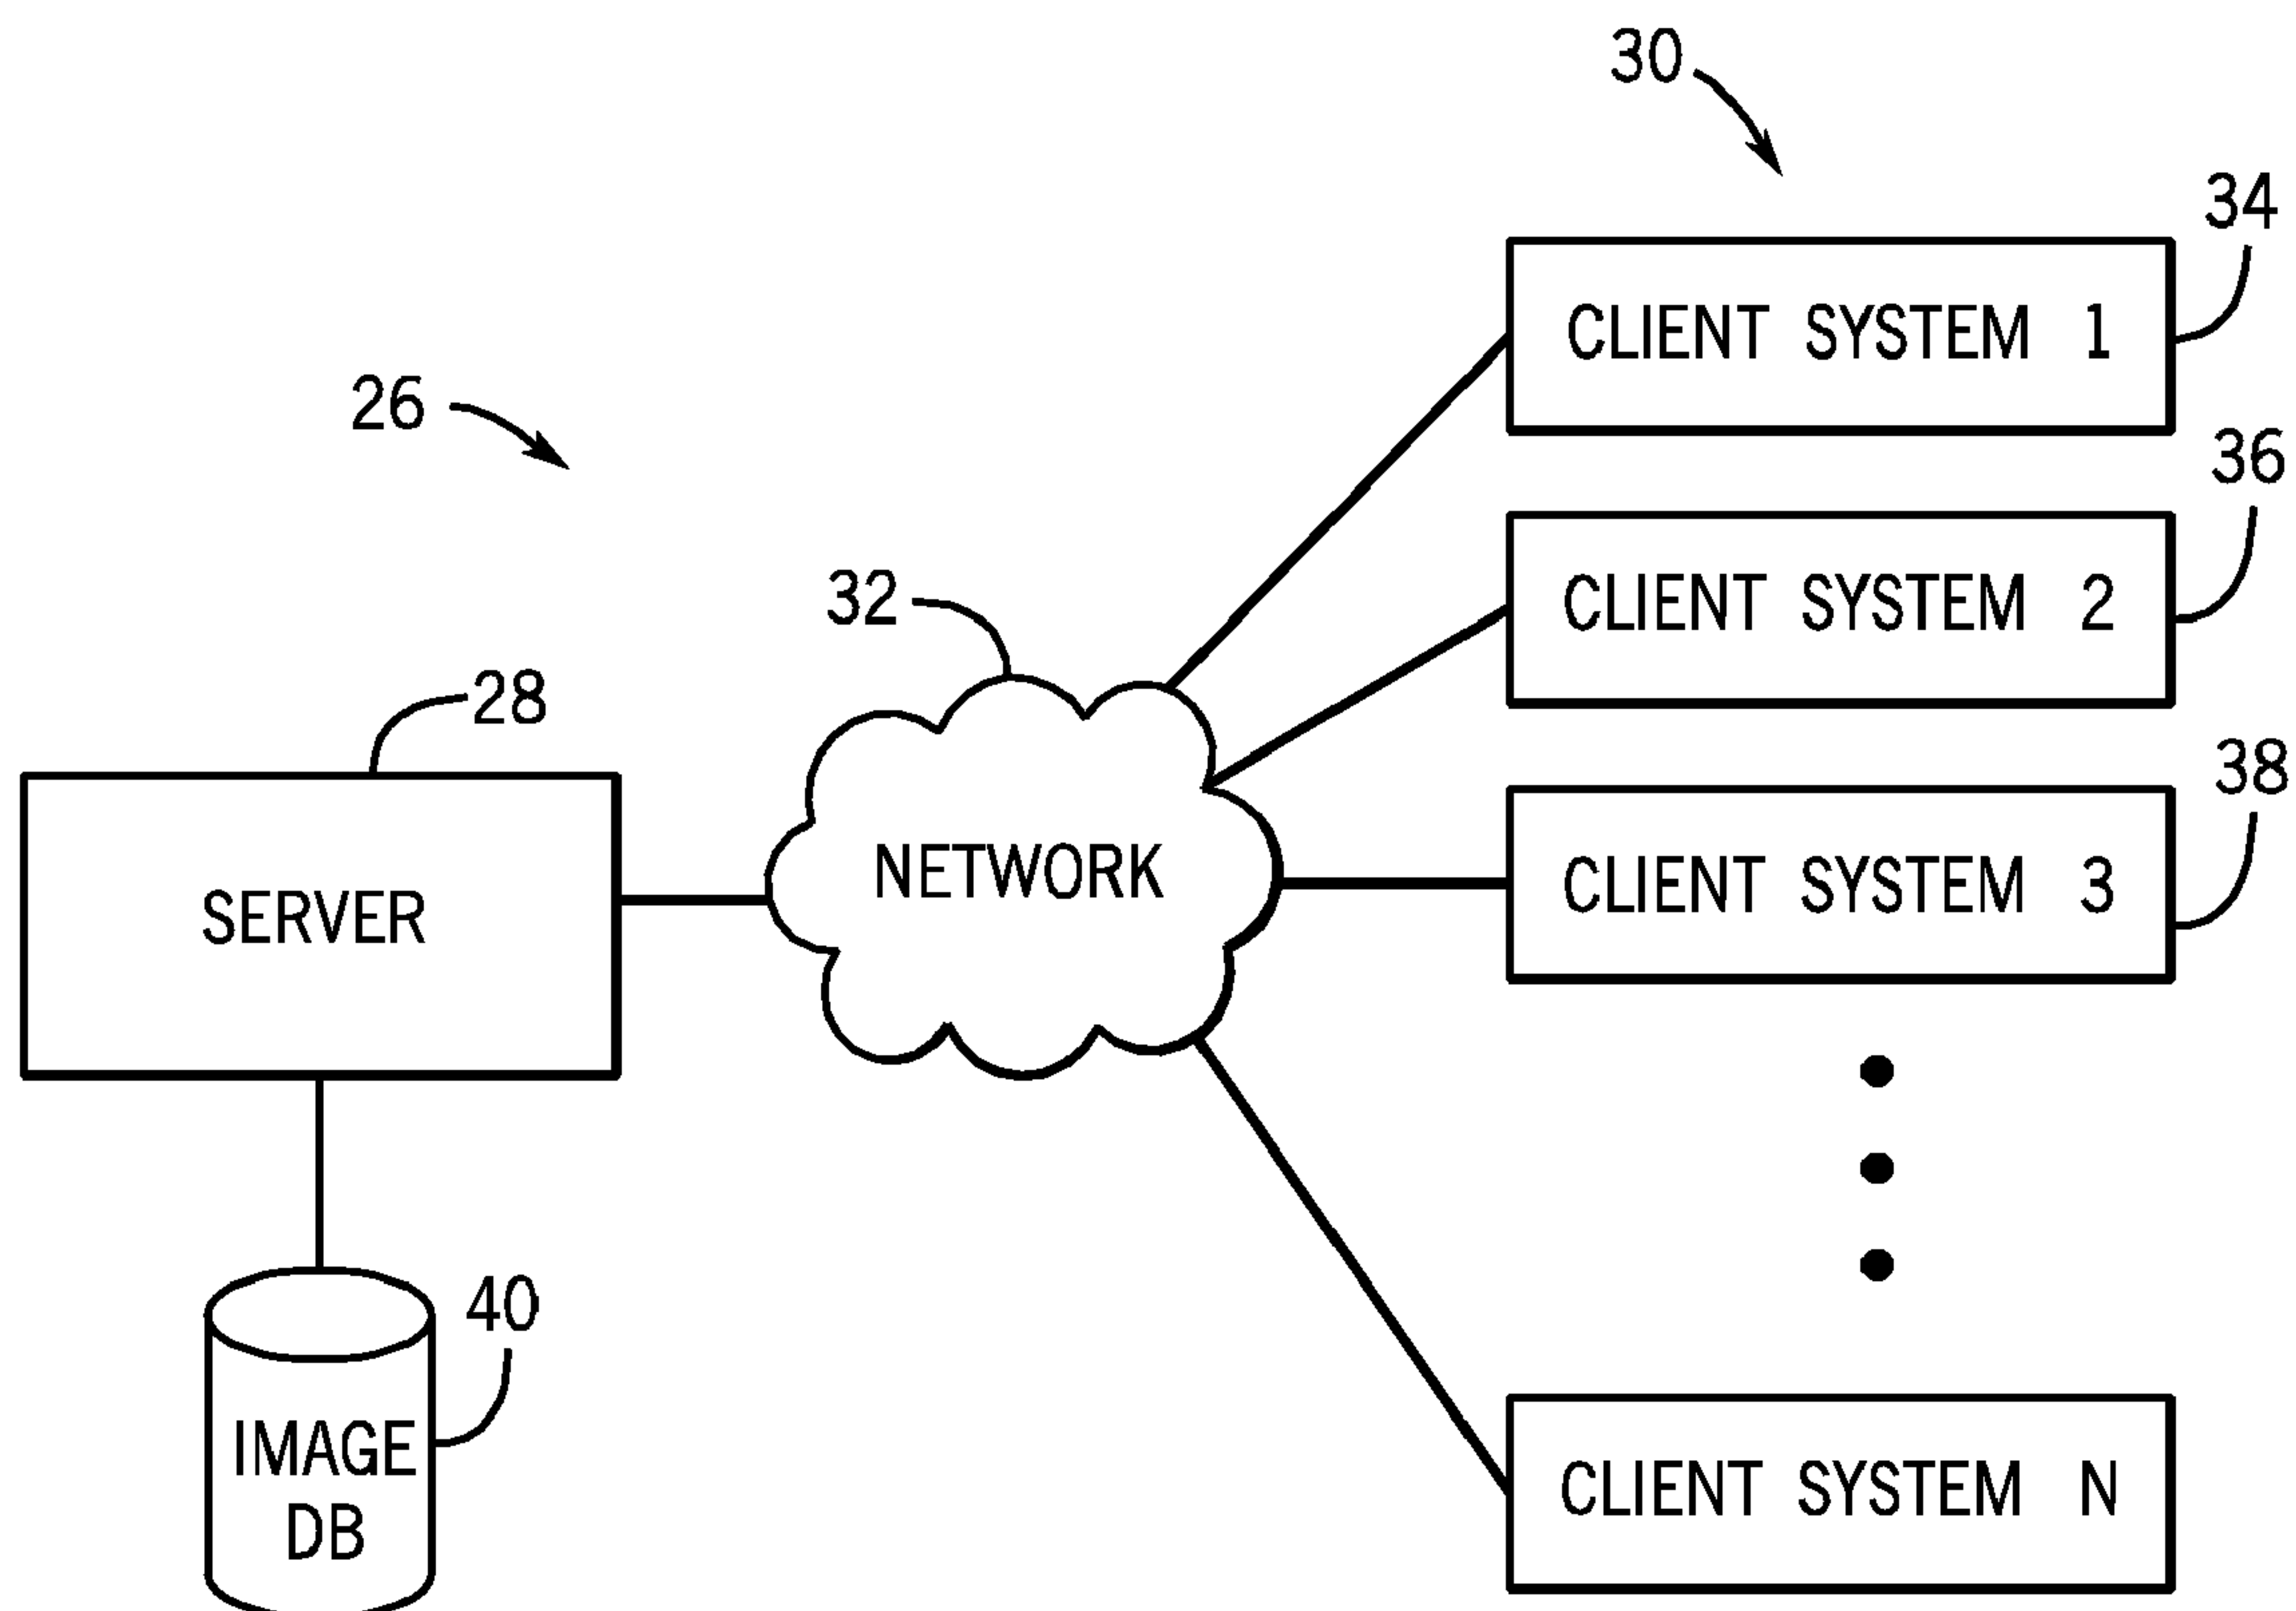 30
34
CLIENT SYSTEM 1
26
36
32
CLIENT SYSTEM 2
28
38
NETWORK
CLIENT SYSTEM 3
SERVER
40
IMAGE
DB
CLIENT SYSTEM N